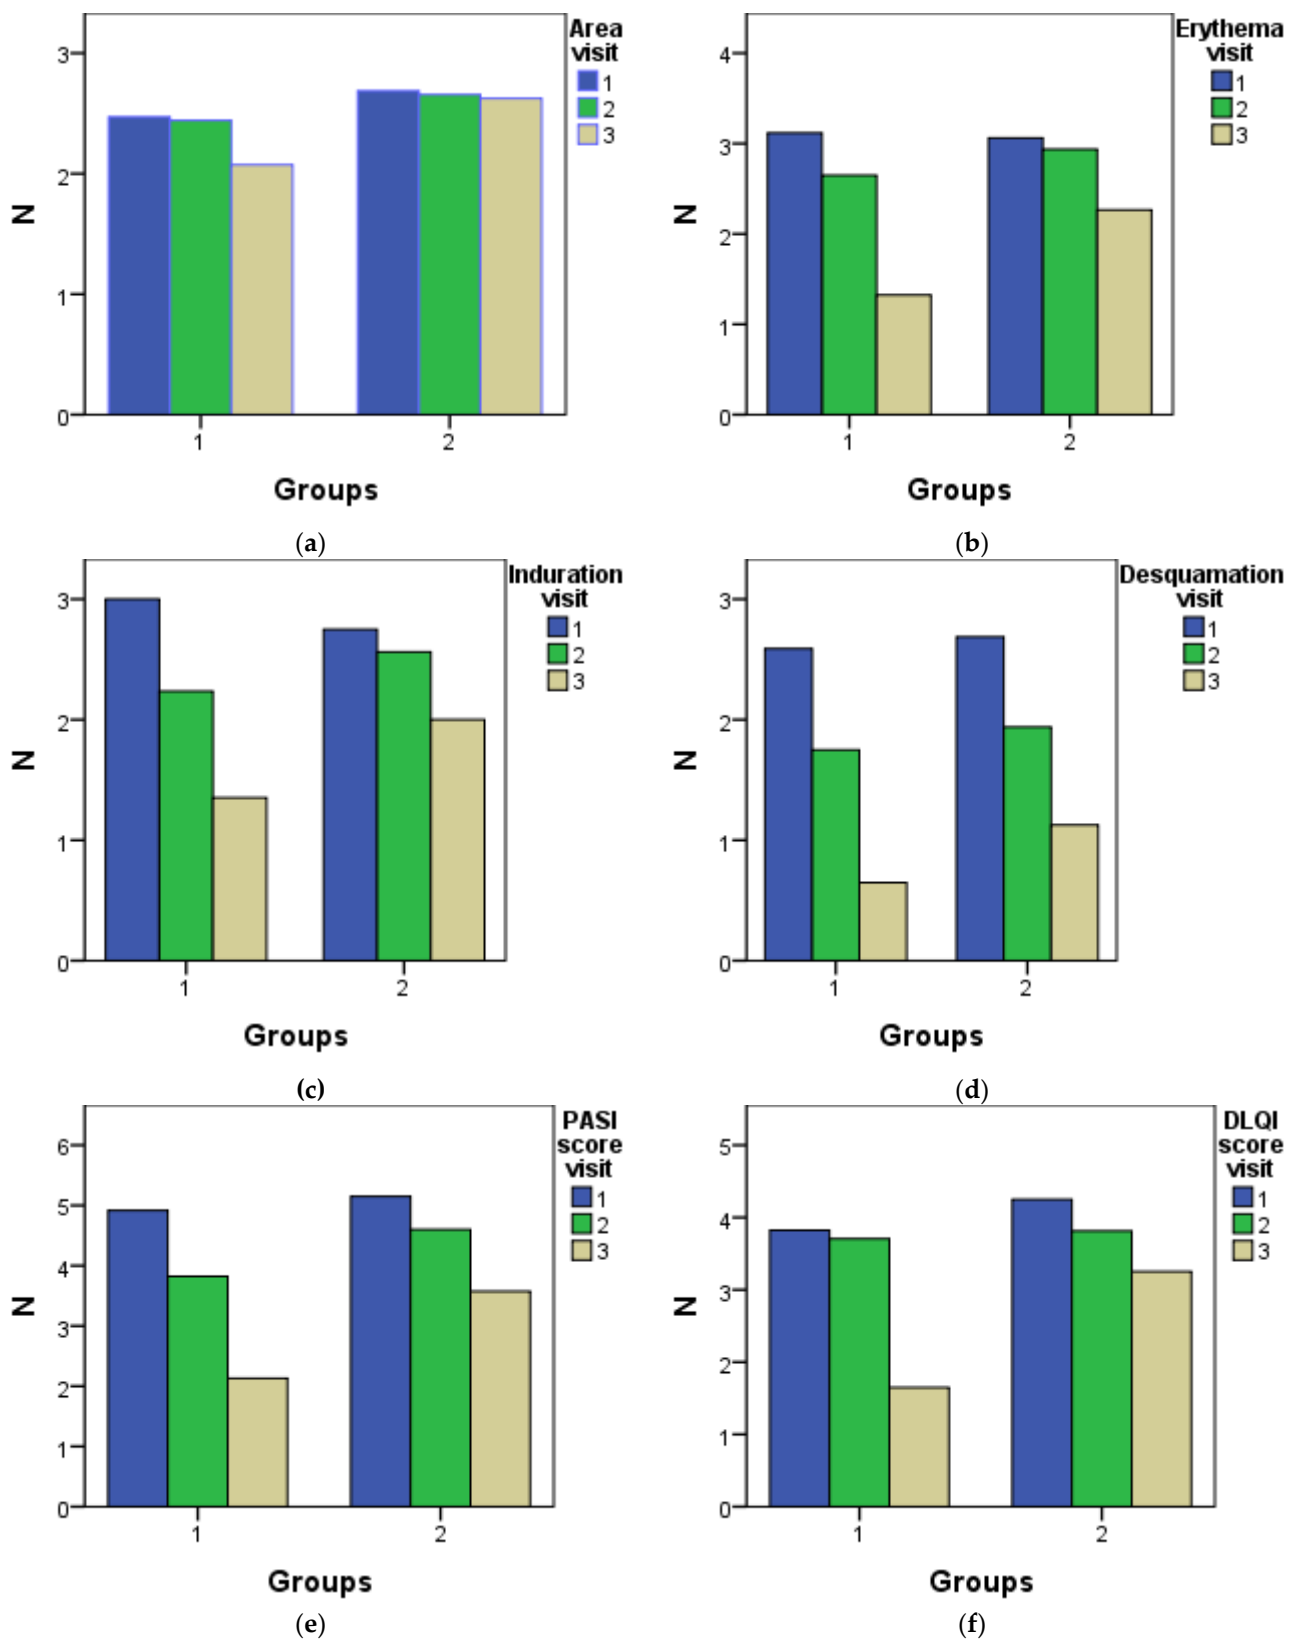 Area
visit
1
2
3
3
2
1
0
N
1 2
Groups
(a)
Erythema
visit
1
2
3
4
3
2
1
0
N
1 2
Groups
(b)
Induration
visit
1
2
3
3
2
1
0
N
1 2
Groups
(c)
Desquamation
visit
1
2
3
3
2
1
0
N
1 2
Groups
(d)
PASI
score
visit
1
2
3
6
5
4
3
2
1
0
N
1 2
Groups
(e)
DLQI
score
visit
1
2
3
5
4
3
2
1
0
N
1 2
Groups
(f)